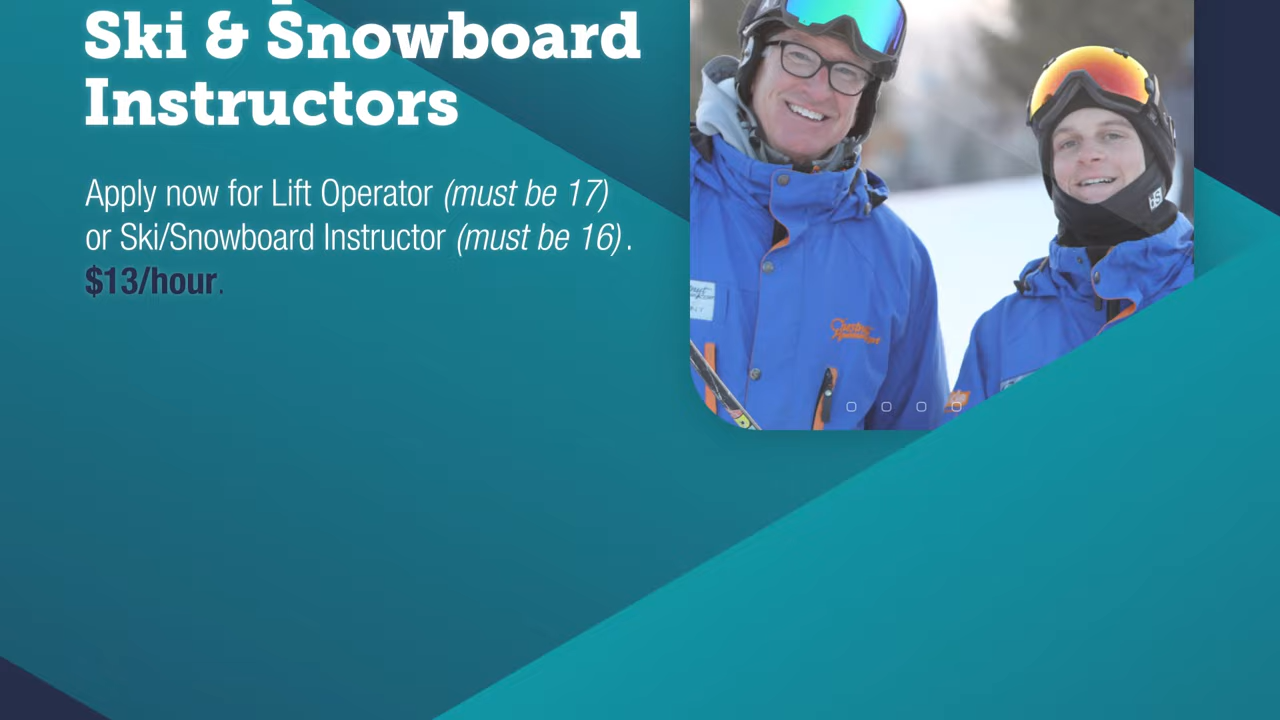 Ski & Snowboard
Instructors
Apply now for Lift Operator (must be 17)
or Ski/Snowboard Instructor (must be 16).
$13/hour.